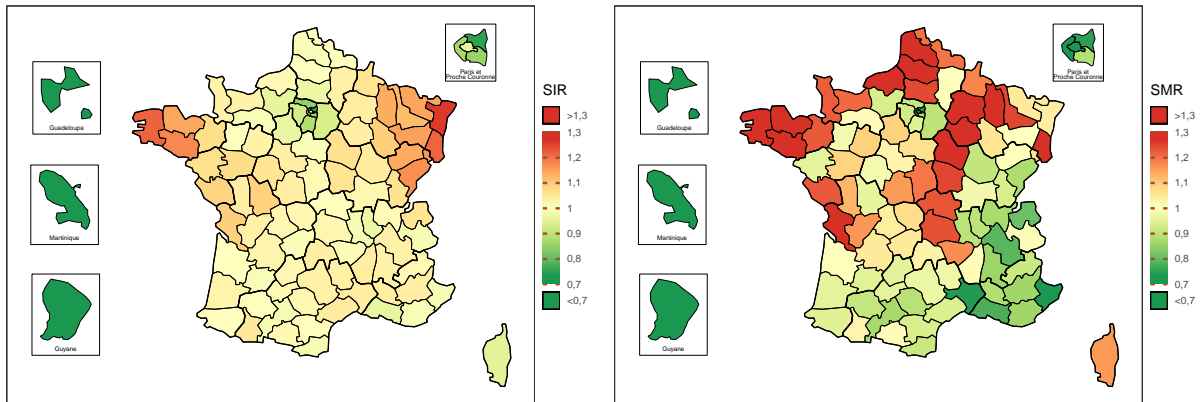 Paris et
Proche Couronne
Guadeloupe
Martinique
Guyane
SIR
>1,3
1,3
1,2
1,1
1
0,9
0,8
0,7
<0,7
Paris et
Proche Couronne
Guadeloupe
Martinique
Guyane
SMR
>1,3
1,3
1,2
1,1
1
0,9
0,8
0,7
<0,7